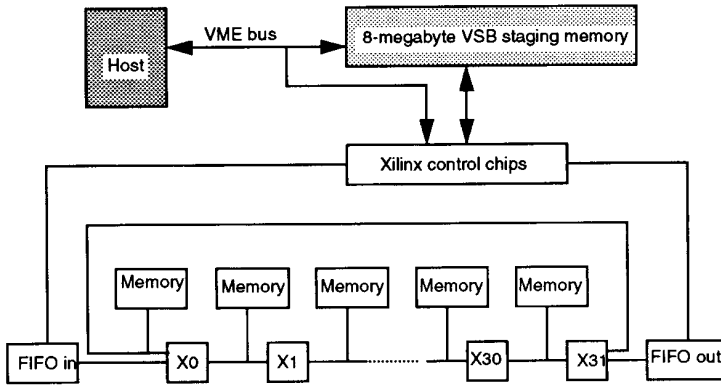 VME bus
8-megabyte VSB staging memory
Host
Xilinx control chips
Memory
Memory
Memory
Memory
Memory
FIFO in
X0
X1
X30
X31
FIFO out